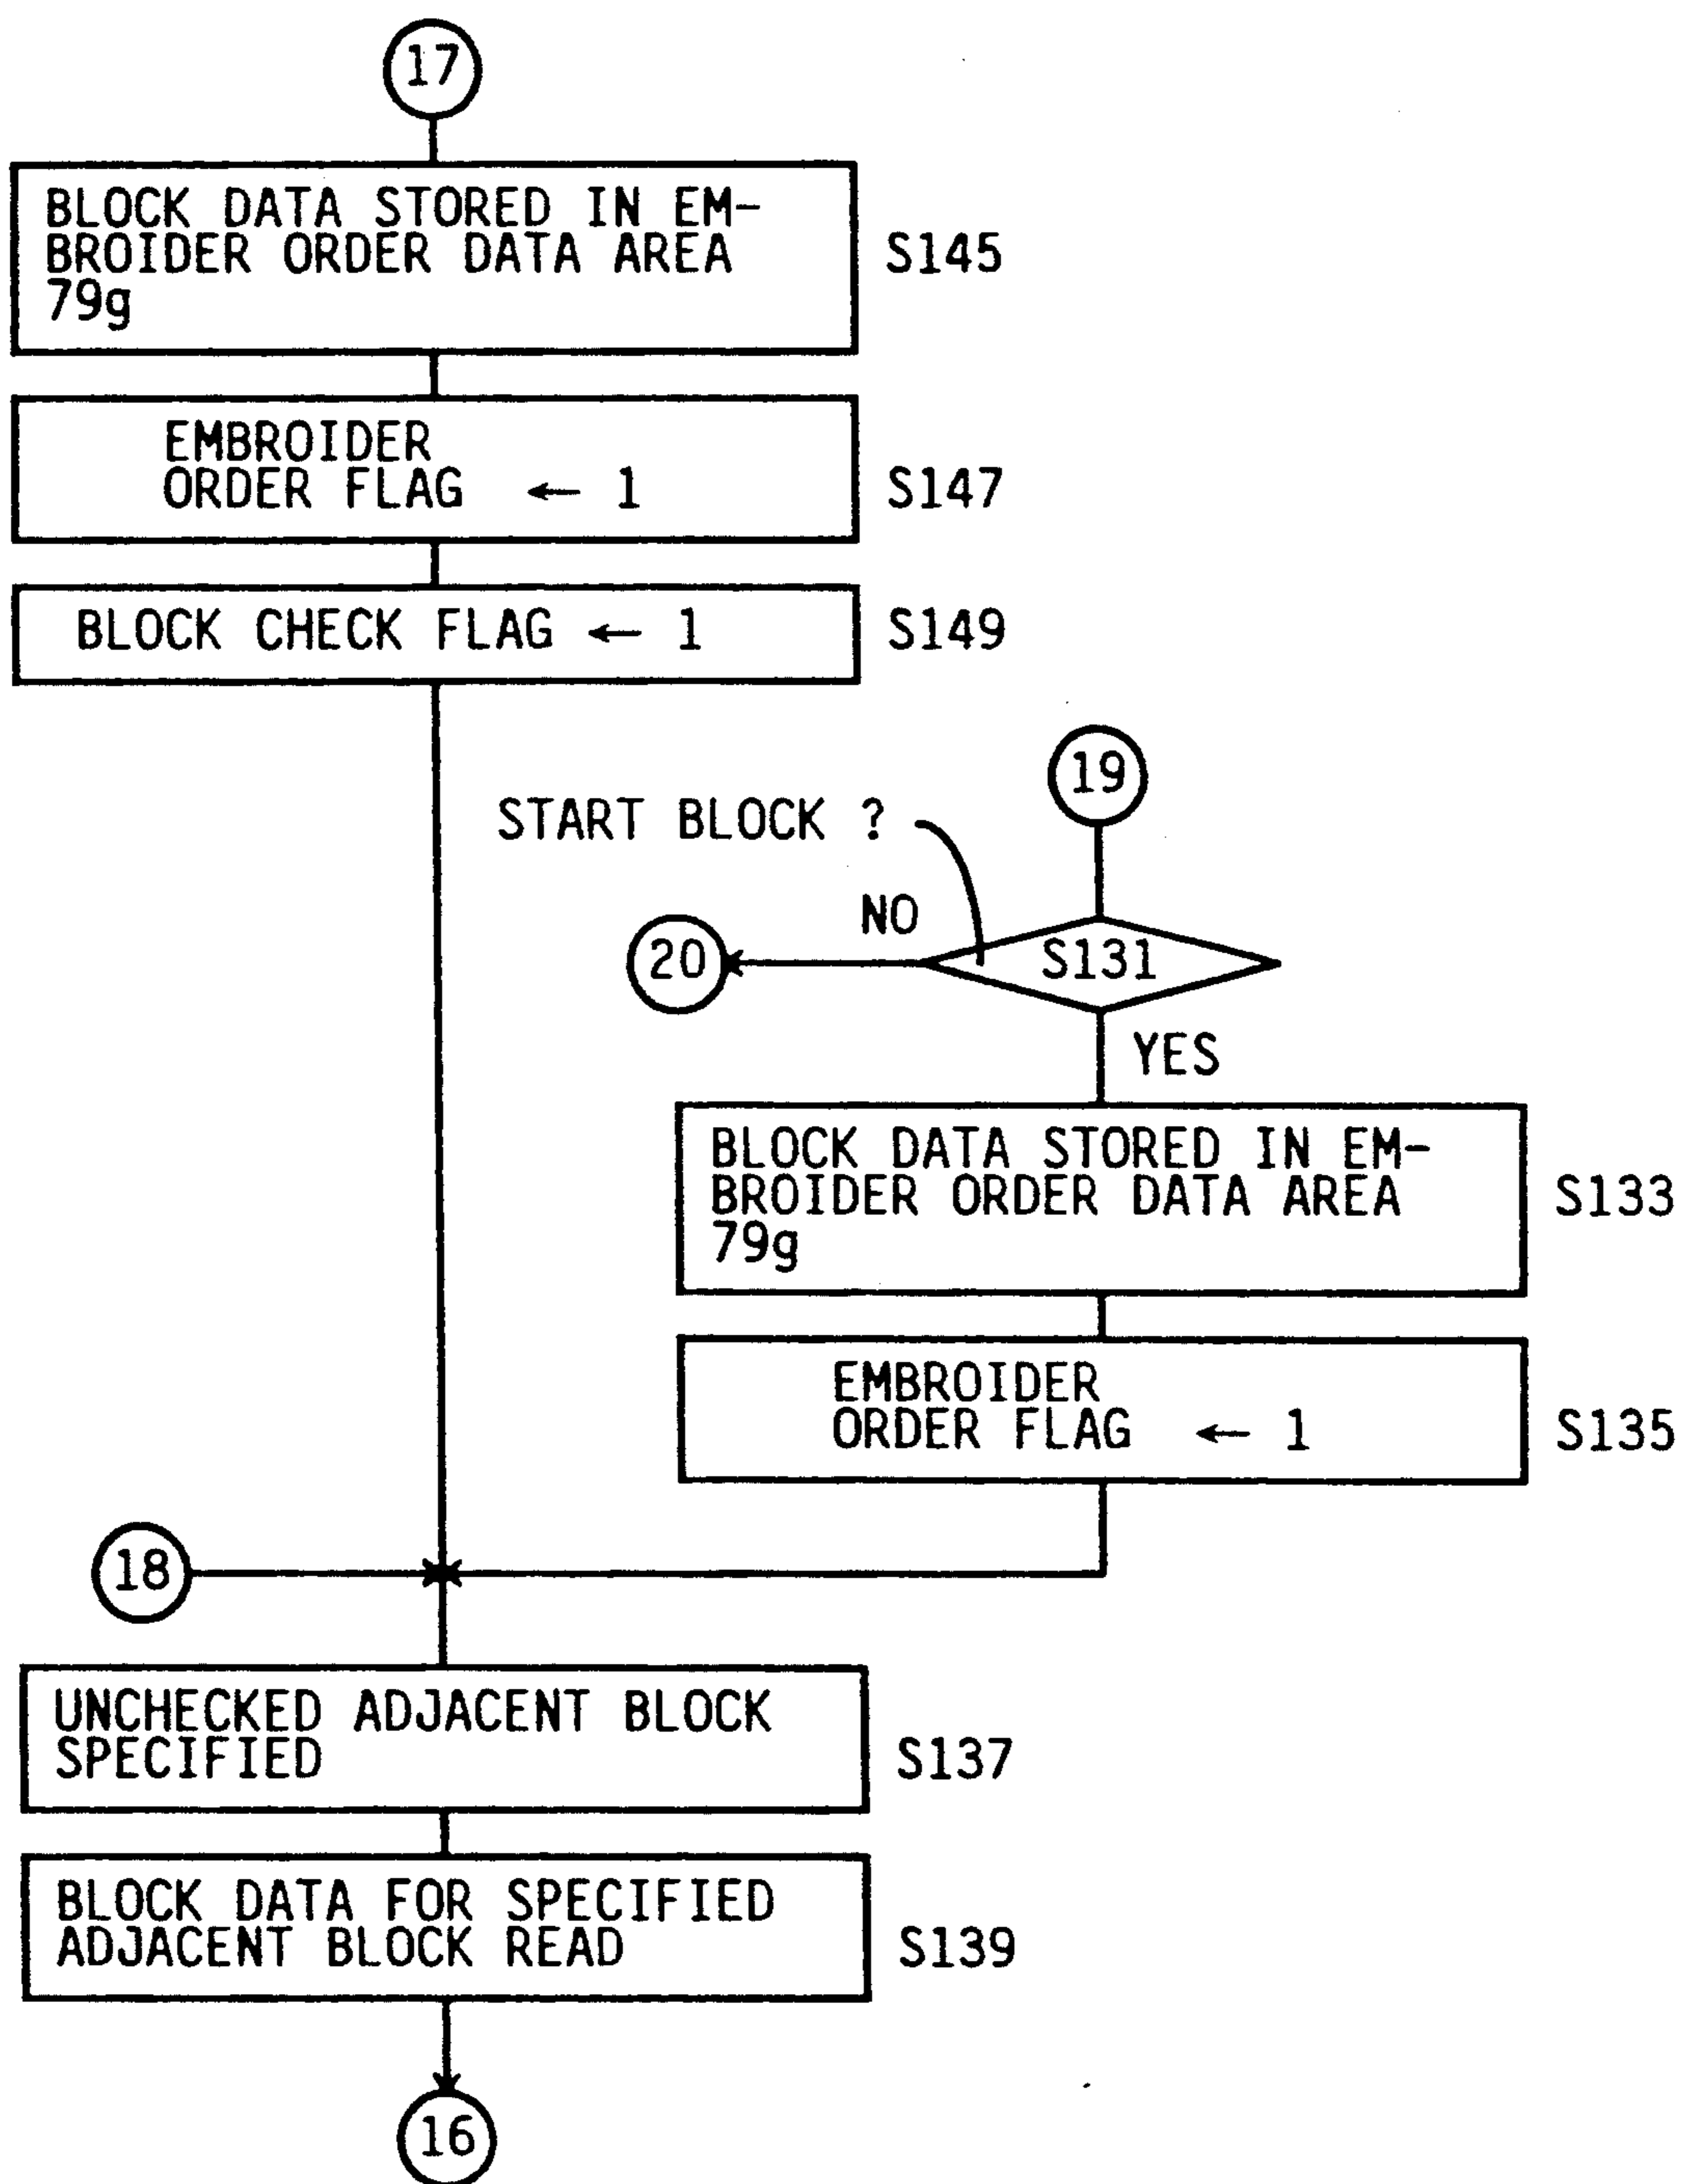 17
BLOCK DATA STORED IN EM-
BROIDER ORDER DATA AREA
79g
S145
EMBROIDER
ORDER FLAG ← 1
S147
BLOCK CHECK FLAG ← 1
S149
19
START BLOCK ?
NO
20
S131
YES
BLOCK DATA STORED IN EM-
BROIDER ORDER DATA AREA
79g
S133
EMBROIDER
ORDER FLAG ← 1
S135
18
UNCHECKED ADJACENT BLOCK
SPECIFIED
S137
BLOCK DATA FOR SPECIFIED
ADJACENT BLOCK READ
S139
16